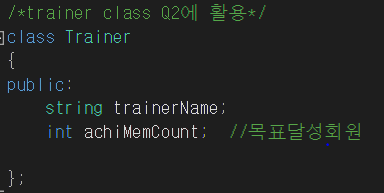 /*trainer class Q2에 활용*/
class Trainer
{
public:
string trainerName;
int achiMemCount; //목표달성회원
};